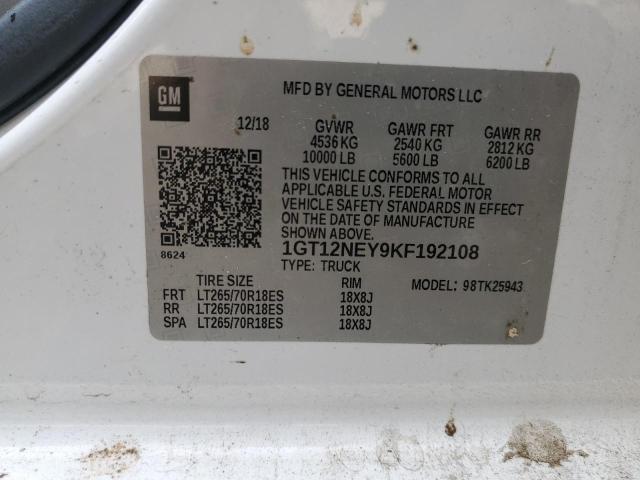 GM
MFD BY GENERAL MOTORS LLC
12/18 GVWR GAWR FRT GAWR RR
4536 KG 2540 KG 2812 KG
10000 LB 5600 LB 6200 LB
THIS VEHICLE CONFORMS TO ALL
APPLICABLE U.S. FEDERAL MOTOR
VEHICLE SAFETY STANDARDS IN EFFECT
ON THE DATE OF MANUFACTURE
SHOWN ABOVE.
8624 1GT12NEY9KF192108
TYPE: TRUCK
TIRE SIZE RIM MODEL: 98TK25943
FRT LT265/70R18ES 18X8J
RR LT265/70R18ES 18X8J
SPA LT265/70R18ES 18X8J